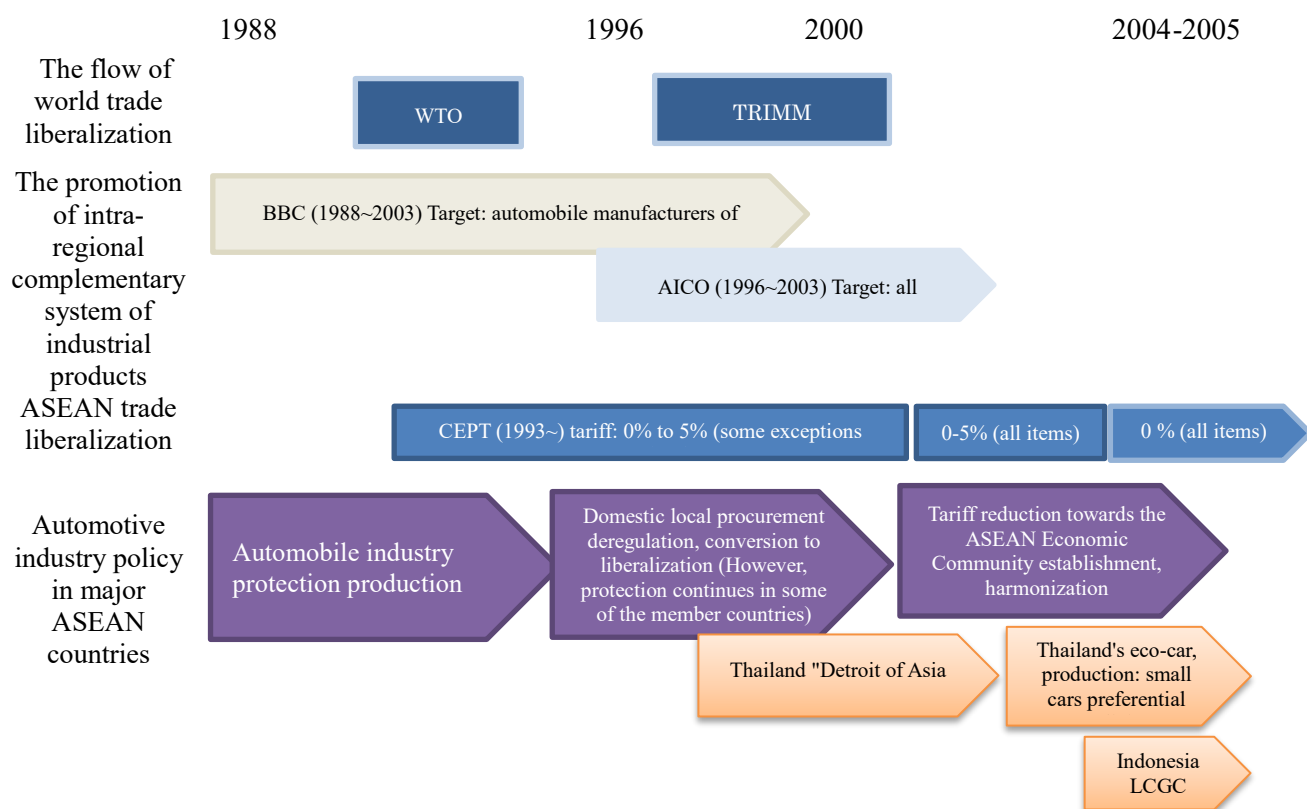 1988 1996 2000 2004-2005
The flow of
world trade
liberalization
WTO
TRIMM
The promotion
of intra-
regional
complementary
system of
industrial
products
BBC (1988~2003) Target: automobile manufacturers of
AICO (1996~2003) Target: all
ASEAN trade
liberalization
CEPT (1993~) tariff: 0% to 5% (some exceptions
0-5% (all items)
0 % (all items)
Automotive
industry policy
in major
ASEAN
countries
Automobile industry
protection production
Domestic local procurement
deregulation, conversion to
liberalization (However,
protection continues in some
of the member countries)
Tariff reduction towards the
ASEAN Economic
Community establishment,
harmonization
Thailand "Detroit of Asia
Thailand's eco-car,
production: small
cars preferential
Indonesia
LCGC